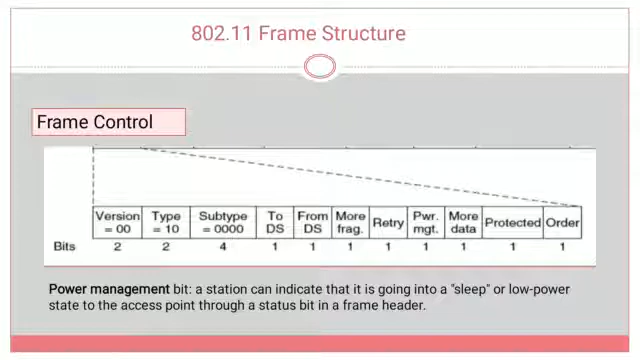 802.11 Frame Structure
Frame Control
Version = 00 Type = 10 Subtype = 0000 To DS From DS More frag. Retry Pwr. mgt. More data Protected Order
Bits 2 2 4 1 1 1 1 1 1 1 1
Power management bit: a station can indicate that it is going into a "sleep" or low-power
state to the access point through a status bit in a frame header.